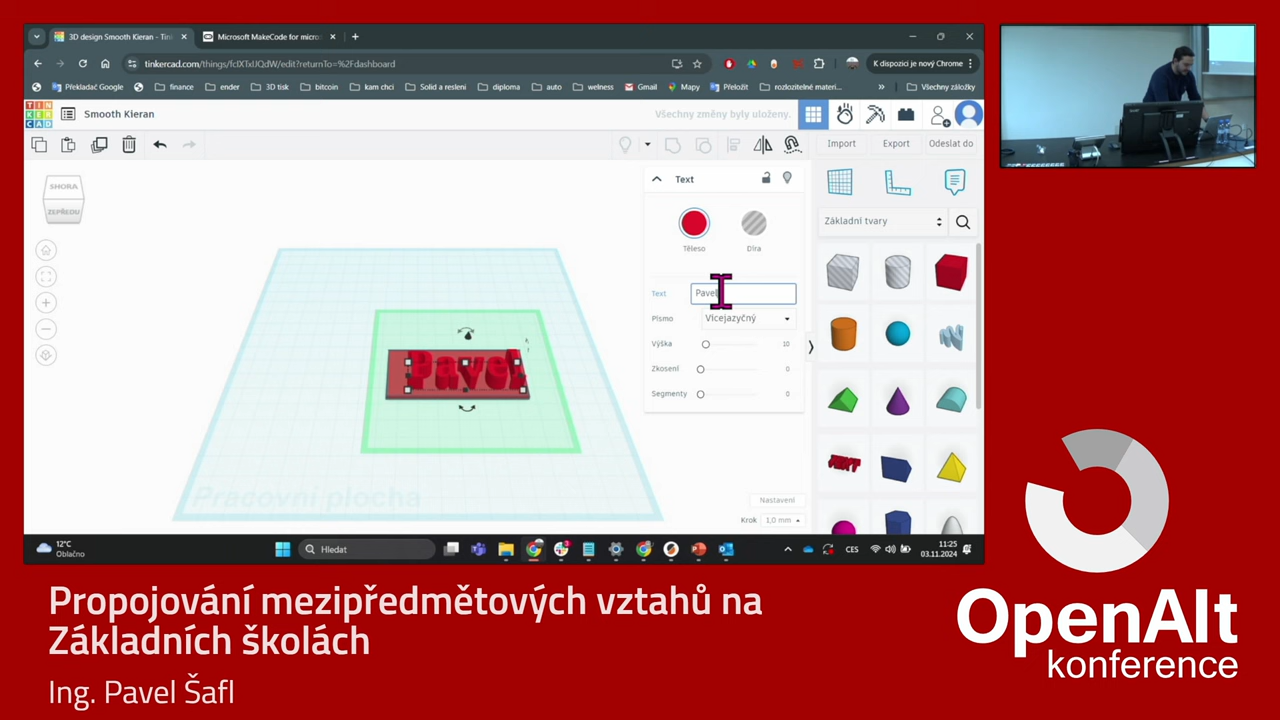 3D design Smooth Kieran - Tink
Microsoft MakeCode for micro
tinkercad.com/things/fcIXTxIJQdW/edit?returnTo=%2Fdashboard
K dispozici je nový Chrome
Překladač Google
finance
ender
3D tisk
bitcoin
kam chci
Solid a resleni
diploma
auto
welness
Gmail
Mapy
Přeložit
rozlozitelné materi...
»
Všechny záložky
TIN
KER
CAD
Smooth Kieran
Všechny změny byly uloženy.
Import
Export
Odeslat do
SHORA
ZEPŘEDU
Text
Těleso
Díra
Text
Pavel
Písmo
Vícejazyčný
Výška
10
Zkosení
0
Segmenty
0
Základní tvary
Pavel
TEXT
Pracovní plocha
Nastavení
Krok
1,0 mm
12°C
Oblačno
Hledat
CES
11:25
03.11.2024
Propojování mezipředmětových vztahů na
Základních školách
Ing. Pavel Šafl
OpenAlt
konference